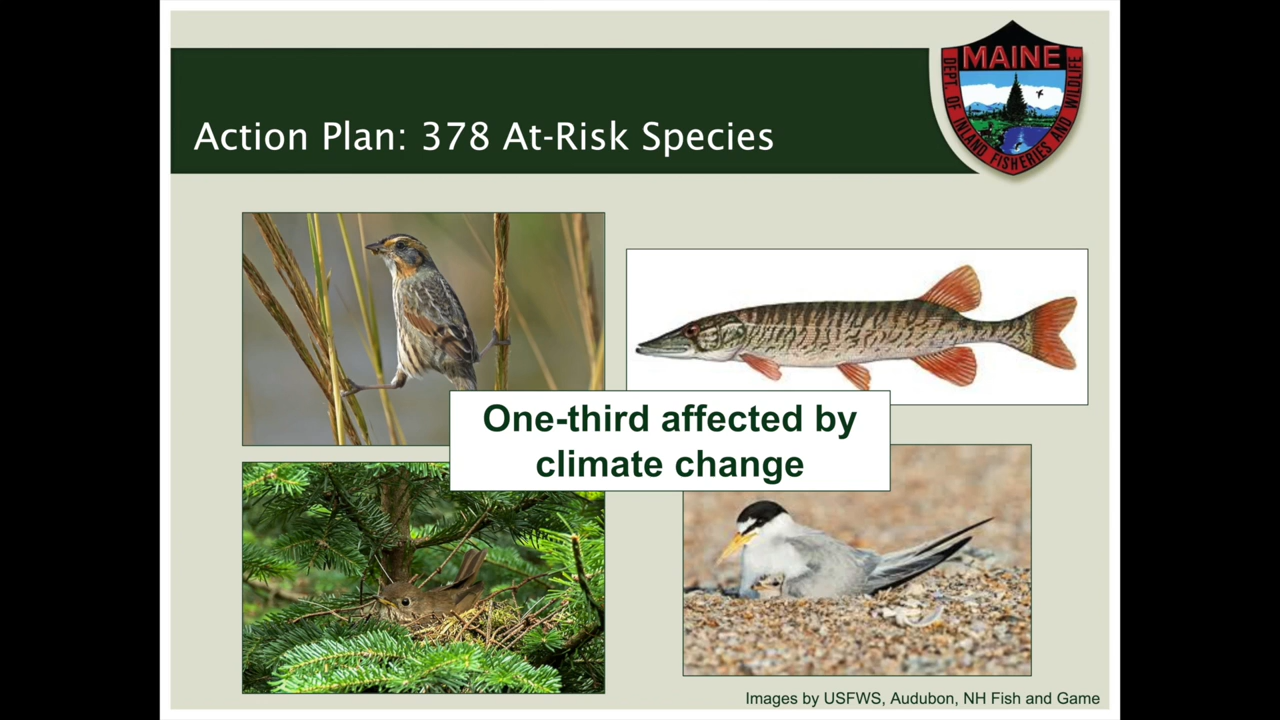 MAINE
DEPT. OF INLAND FISHERIES AND WILDLIFE
Action Plan: 378 At-Risk Species
One-third affected by
climate change
Images by USFWS, Audubon, NH Fish and Game